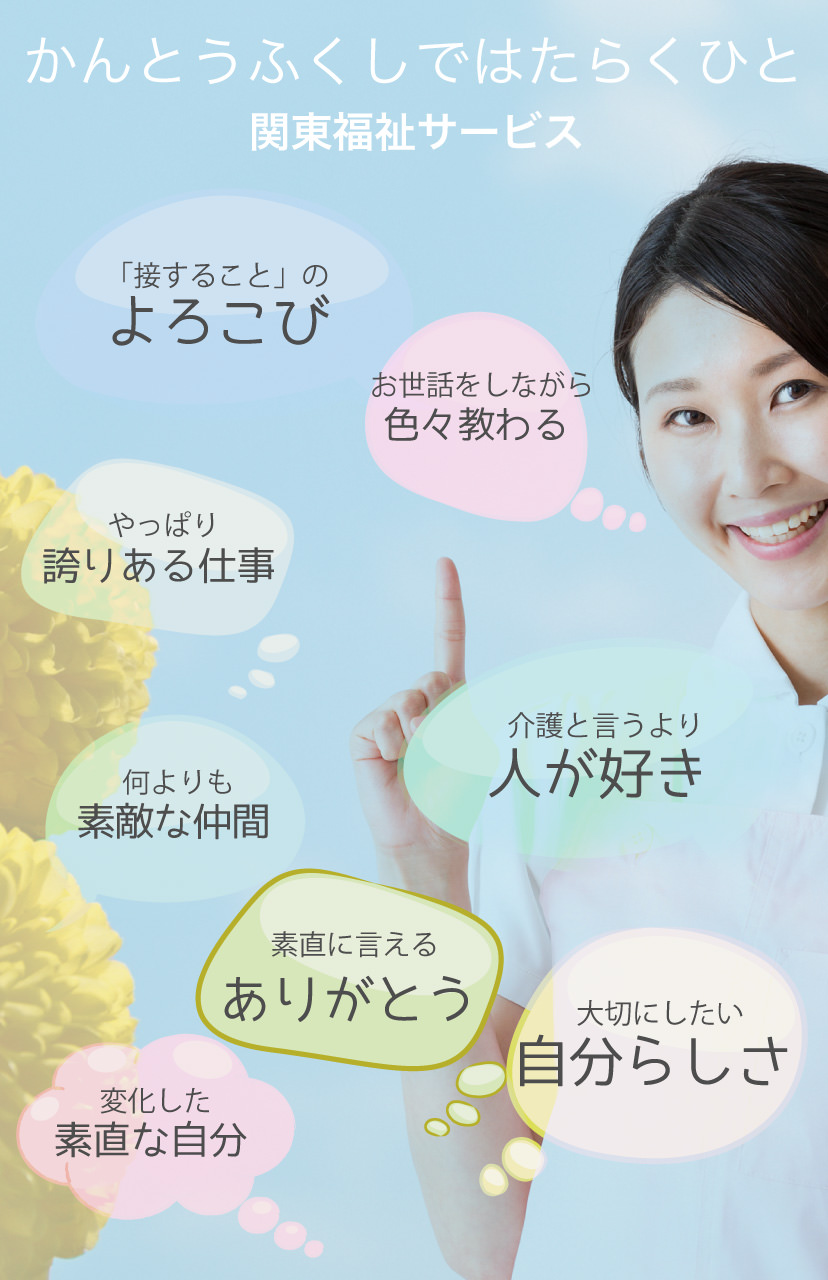 かんとうふくしではたらくひと
関東福祉サービス
「接すること」の
よろこび
お世話をしながら
色々教わる
やっぱり
誇りある仕事
介護と言うより
人が好き
何よりも
素敵な仲間
素直に言える
ありがとう
大切にしたい
自分らしさ
変化した
素直な自分